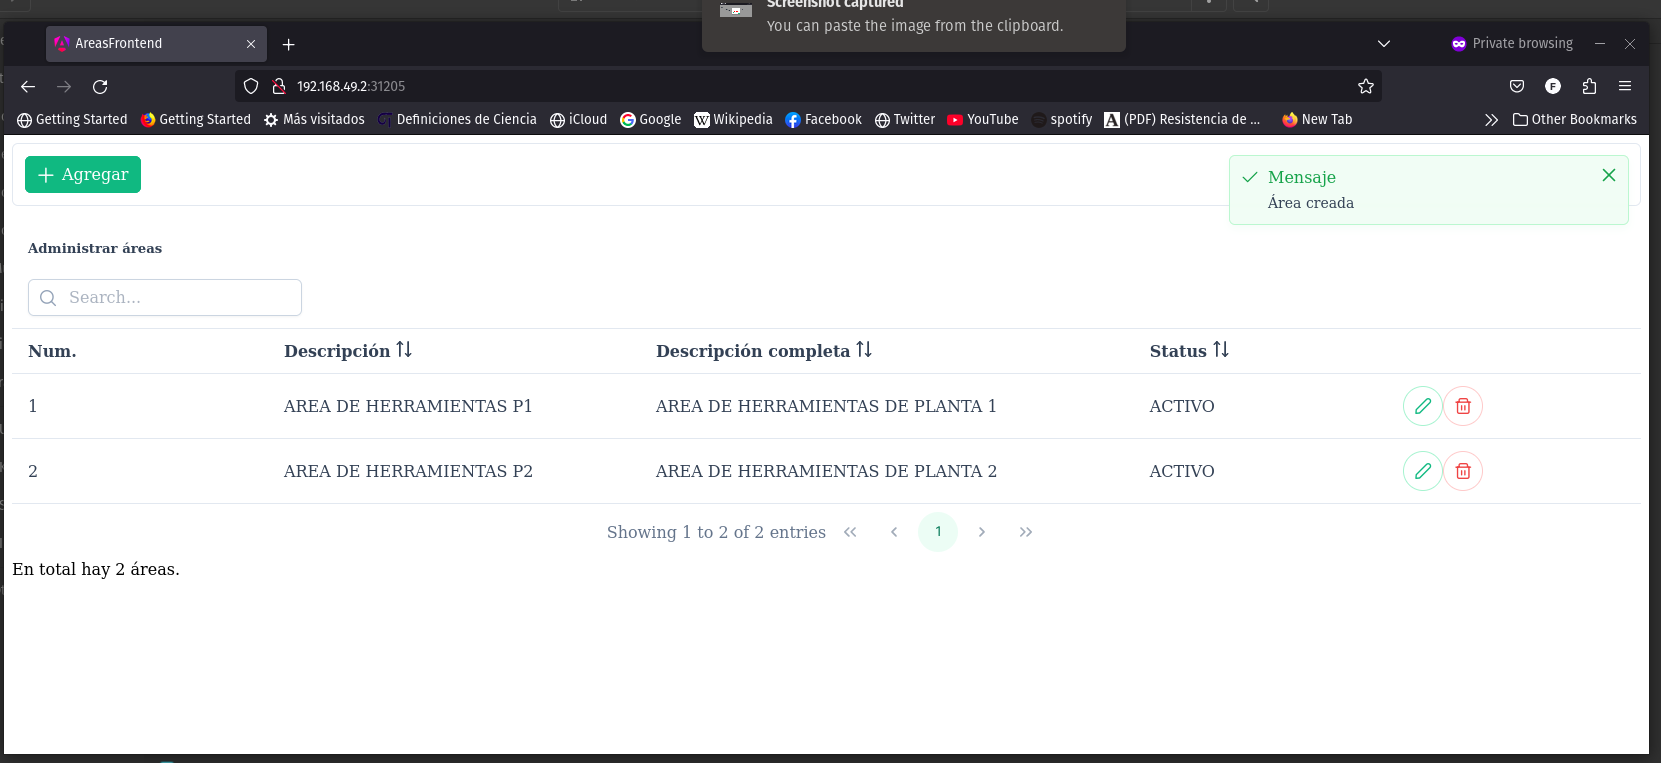 Screenshot captured
You can paste the image from the clipboard.
AreasFrontend
Private browsing
192.168.49.2:31205
F
Getting Started
Getting Started
Más visitados
Definiciones de Ciencia
iCloud
Google
Wikipedia
Facebook
Twitter
YouTube
spotify
(PDF) Resistencia de ...
New Tab
Other Bookmarks
Agregar
Mensaje
Área creada
Administrar áreas
Search...
Num. Descripción Descripción completa Status
1 AREA DE HERRAMIENTAS P1 AREA DE HERRAMIENTAS DE PLANTA 1 ACTIVO
2 AREA DE HERRAMIENTAS P2 AREA DE HERRAMIENTAS DE PLANTA 2 ACTIVO
Showing 1 to 2 of 2 entries 1
En total hay 2 áreas.